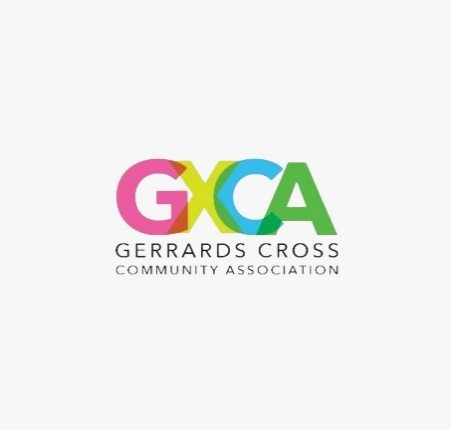 GXCA
GERRARDS CROSS
COMMUNITY ASSOCIATION